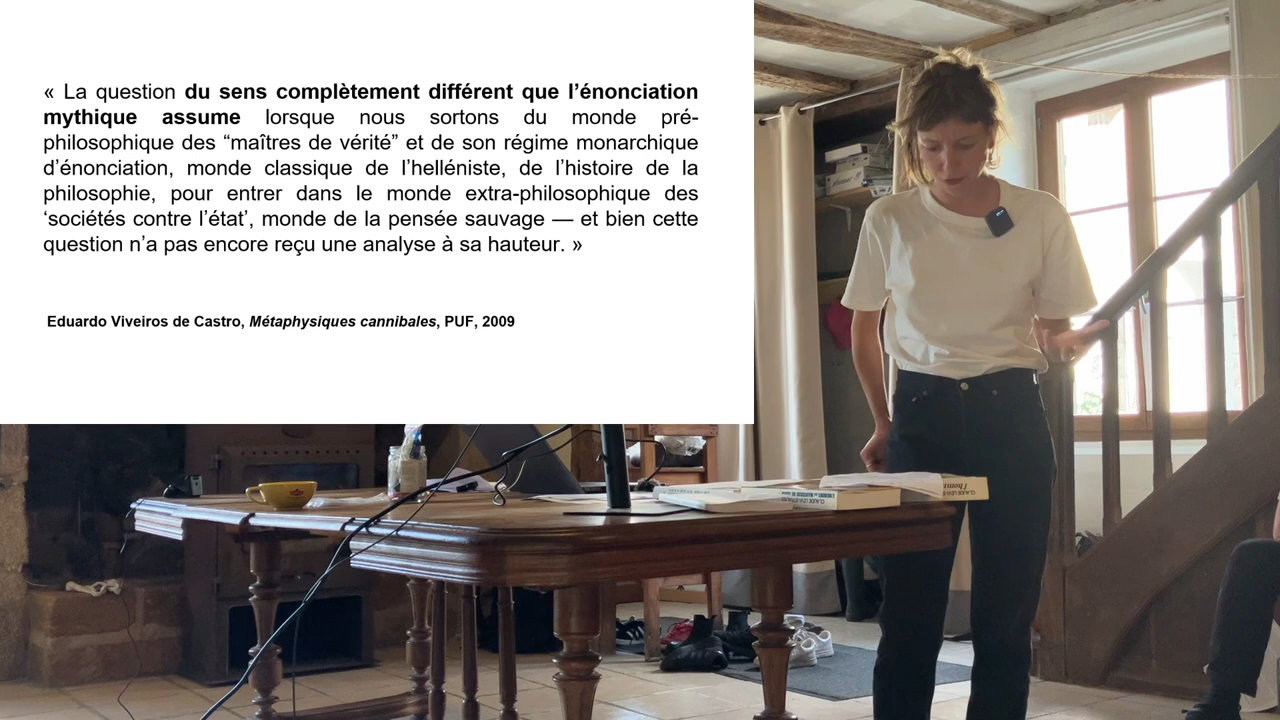 « La question du sens complètement différent que l’énonciation
mythique assume lorsque nous sortons du monde pré-
philosophique des “maîtres de vérité” et de son régime monarchique
d’énonciation, monde classique de l’helléniste, de l’histoire de la
philosophie, pour entrer dans le monde extra-philosophique des
‘sociétés contre l’état’, monde de la pensée sauvage — et bien cette
question n’a pas encore reçu une analyse à sa hauteur. »
Eduardo Viveiros de Castro, Métaphysiques cannibales, PUF, 2009